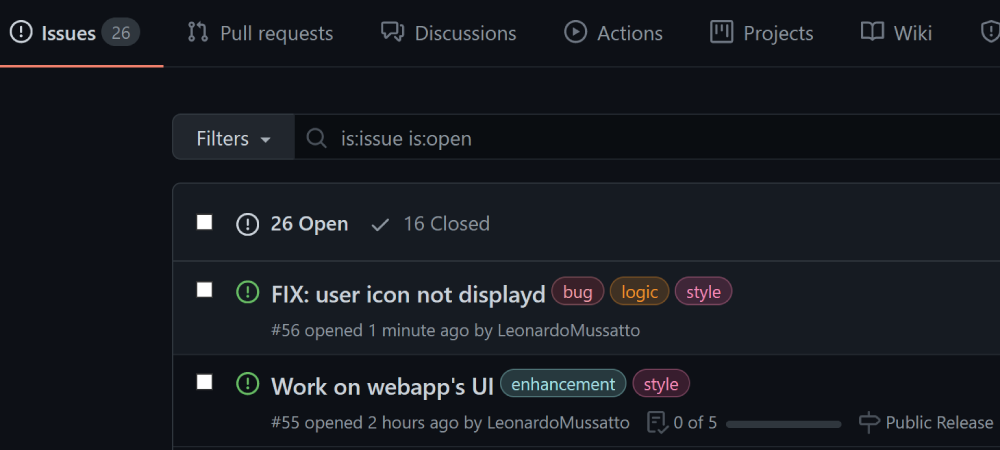 Issues 26 Pull requests Discussions Actions Projects Wiki
Filters is:issue is:open
26 Open 16 Closed
FIX: user icon not displayd bug logic style
#56 opened 1 minute ago by LeonardoMussatto
Work on webapp's UI enhancement style
#55 opened 2 hours ago by LeonardoMussatto 0 of 5 Public Release